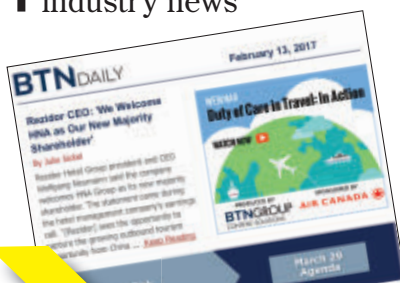 industry news
BTNDAILY
February 13, 2017
Rezidor CEO: 'We Welcome
HNA as Our New Majority
Shareholder'
By Julie Sickel
Rezidor Hotel Group president and CEO
Wolfgang Neumann said the company
welcomes HNA Group as its new majority
shareholder. The statement came during
the hotel management company's earnings
call. "[Rezidor] sees the opportunity to
capture the growing outbound tourism
opportunity from China ... Keep Reading
WEBINAR
Duty of Care in Travel: In Action
WATCH NOW
PRODUCED BY
BTNGROUP
CONTENT SOLUTIONS
SPONSORED BY
AIR CANADA
March 29
Agenda